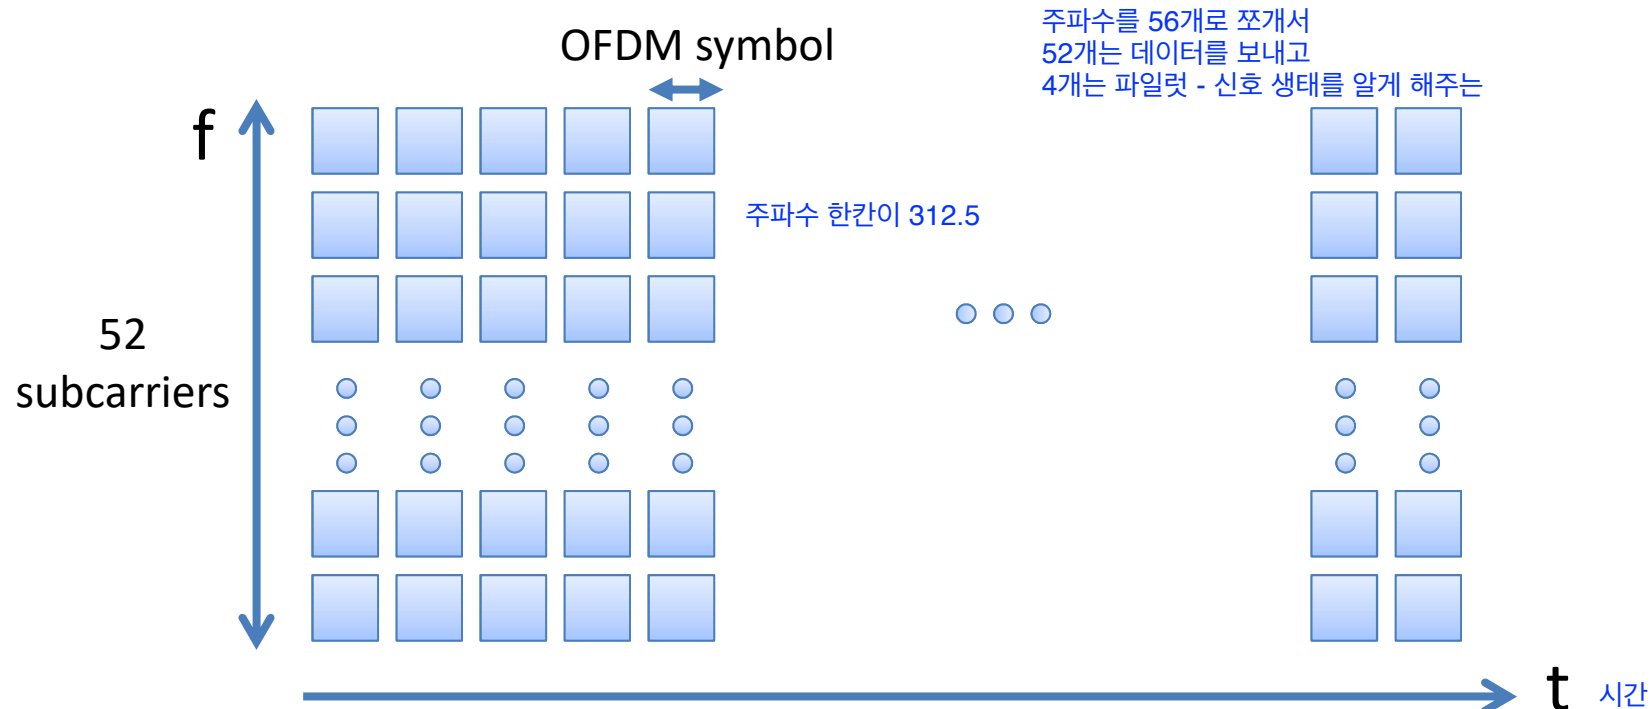 주파수를 56개로 쪼개서
52개는 데이터를 보내고
4개는 파일럿 - 신호 생태를 알게 해주는
OFDM symbol
f
주파수 한칸이 312.5
52
subcarriers
t
시간